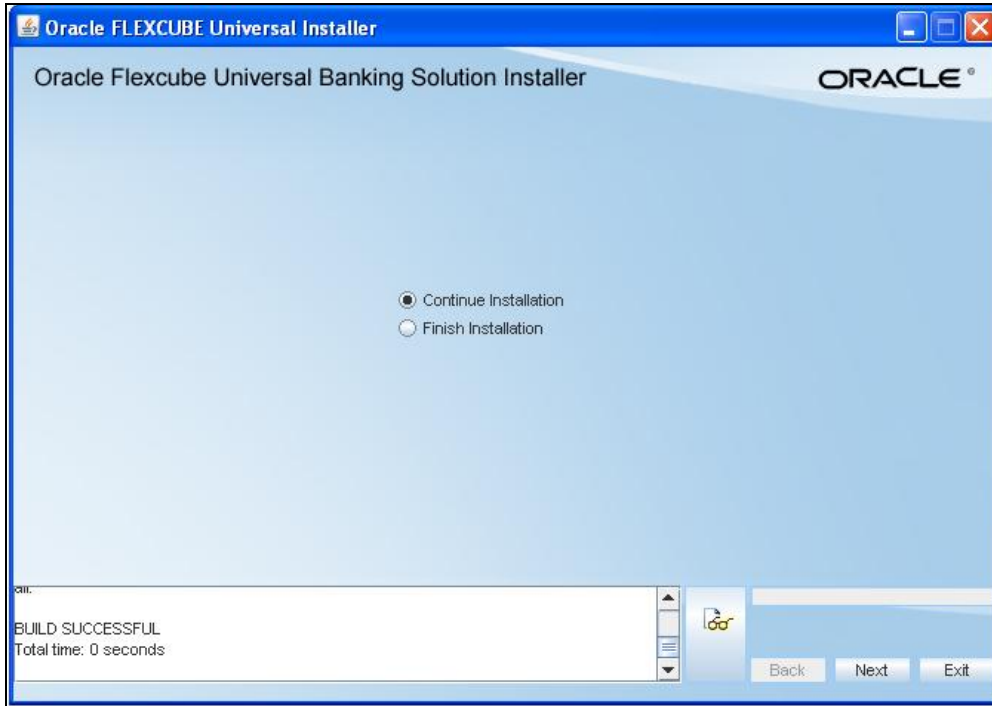 Oracle FLEXCUBE Universal Installer
Oracle Flexcube Universal Banking Solution Installer
ORACLE®
Continue Installation
Finish Installation
all:
BUILD SUCCESSFUL
Total time: 0 seconds
Back
Next
Exit